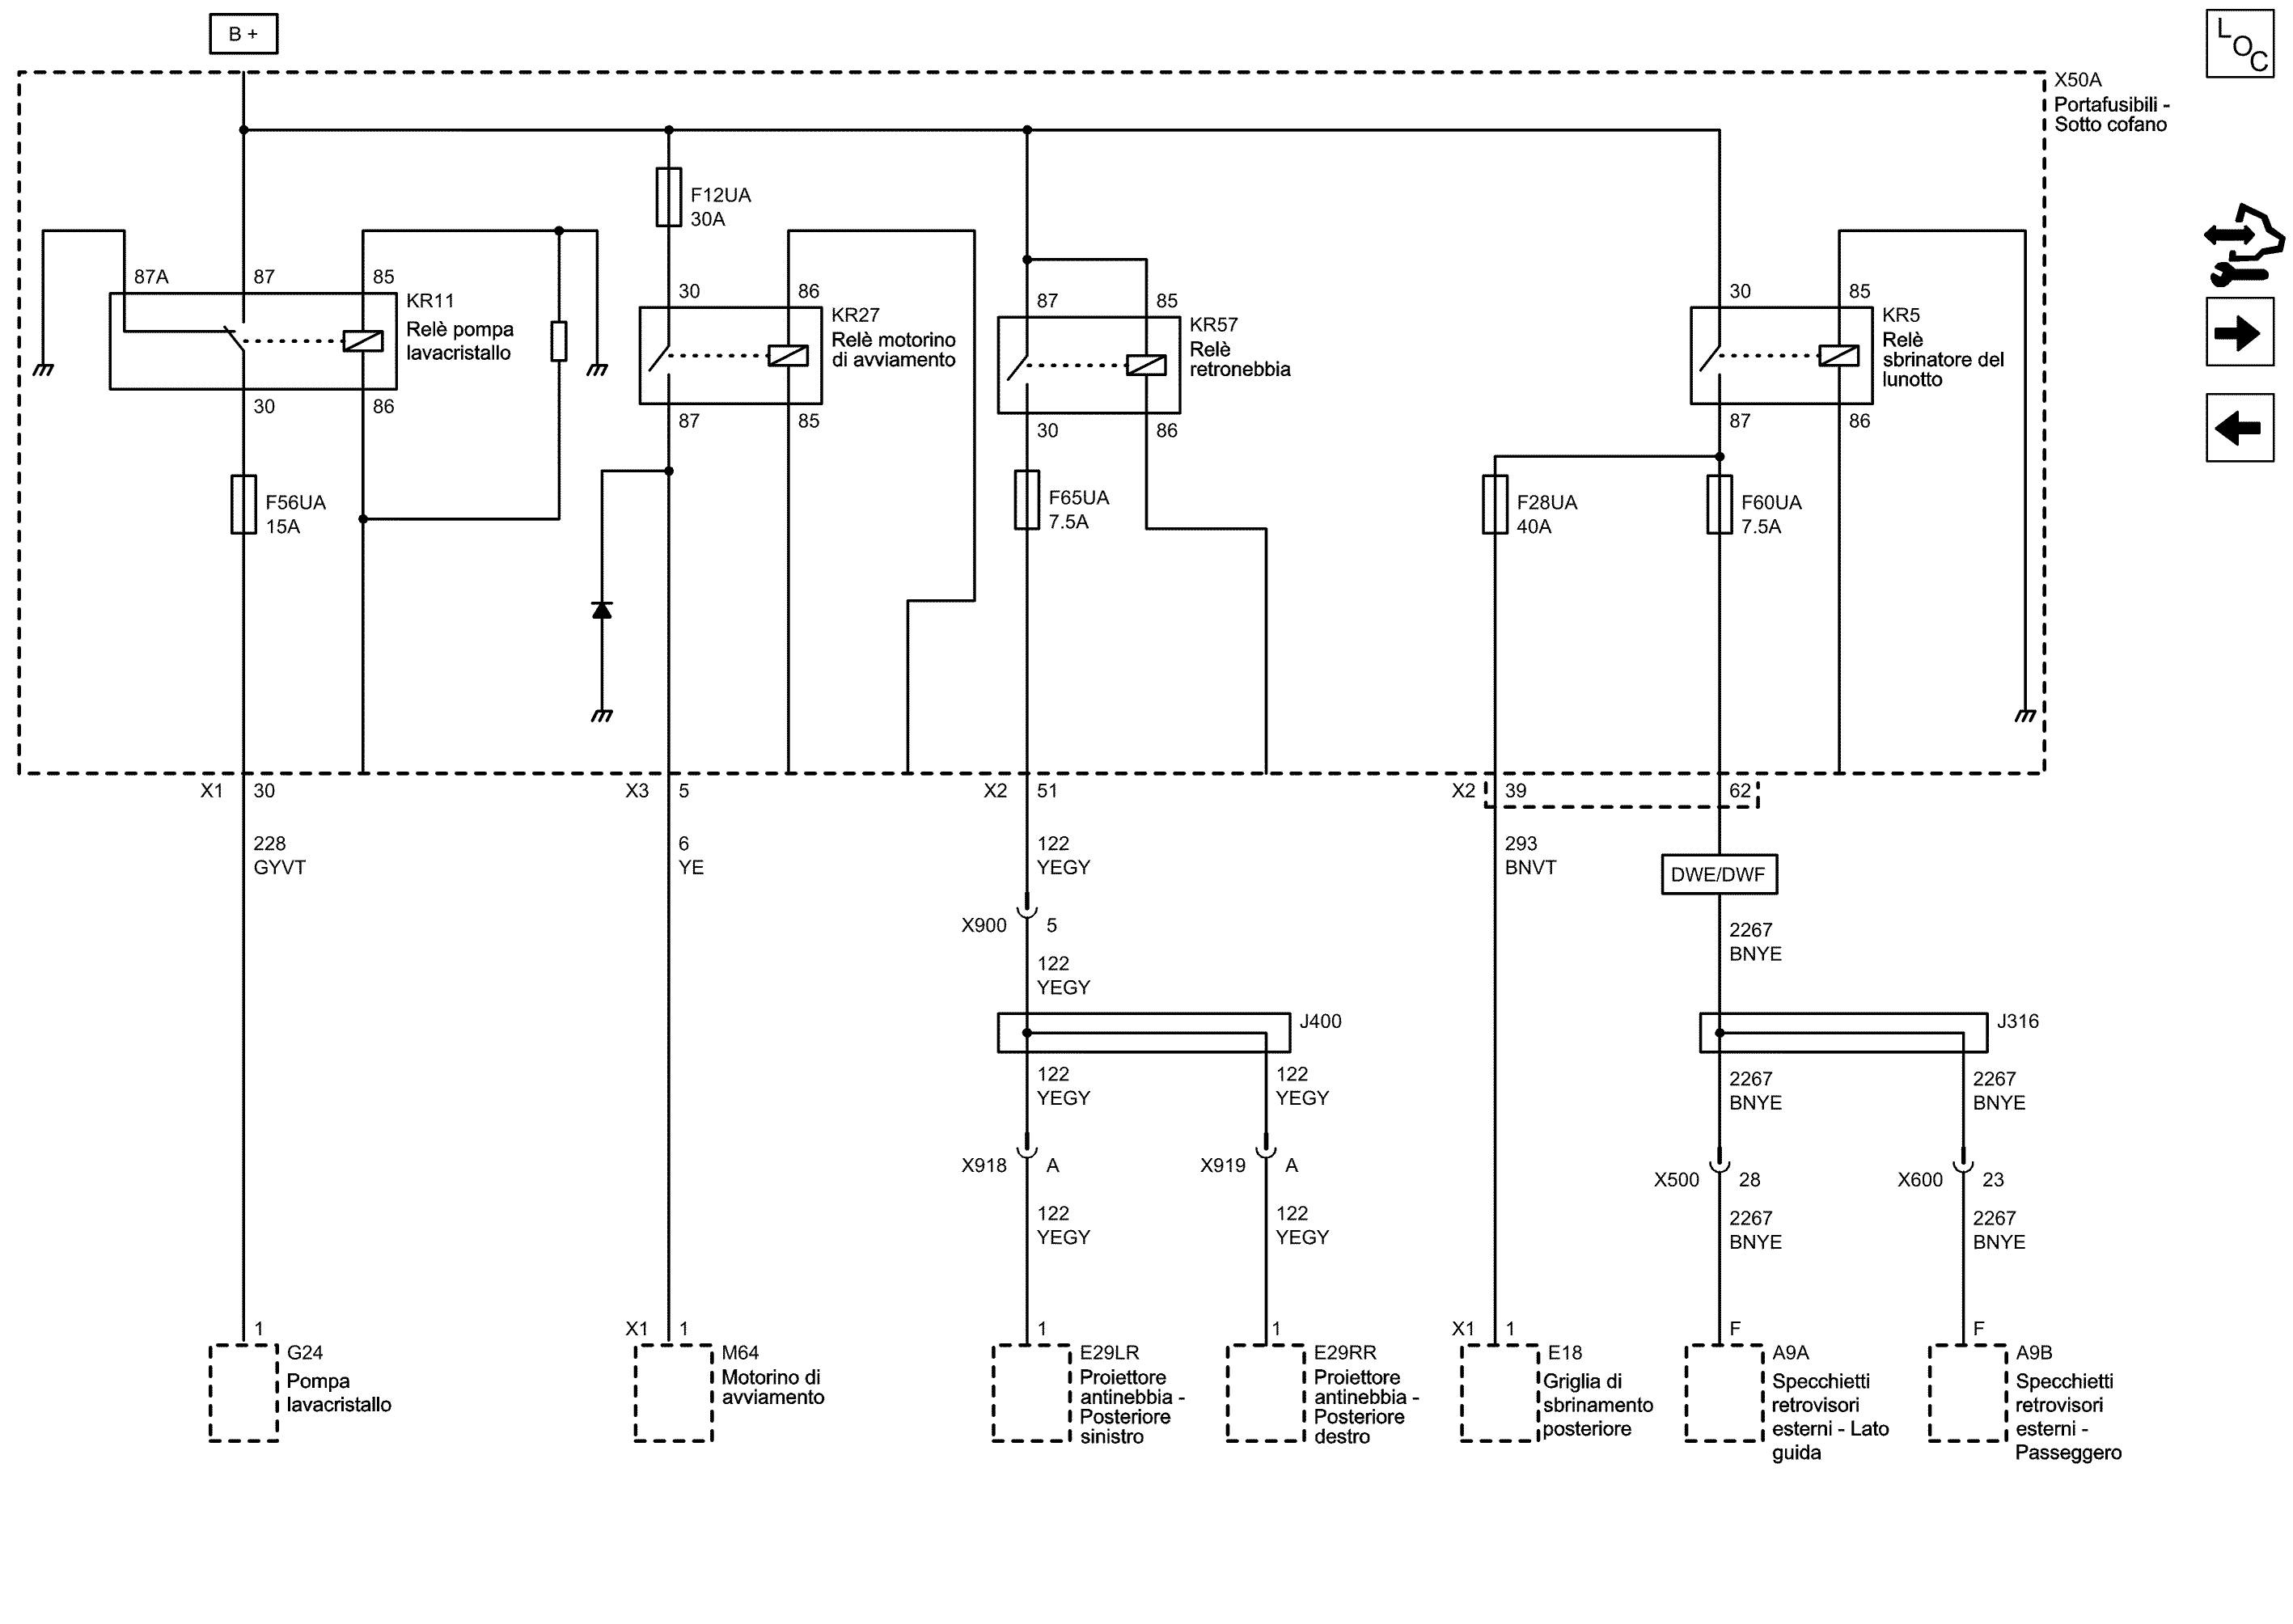 B +
LOC
X50A
Portafusibili -
Sotto cofano
F12UA
30A
87A 87 85
KR11
Relè pompa
lavacristallo
30 86
30 86
KR27
Relè motorino
di avviamento
87 85
87 85
KR57
Relè
retronebbia
30 86
30 85
KR5
Relè
sbrinatore del
lunotto
87 86
F56UA
15A
F65UA
7.5A
F28UA
40A
F60UA
7.5A
X1 30
X3 5
X2 51
X2 39
62
228
GYVT
6
YE
122
YEGY
293
BNVT
DWE/DWF
X900 5
2267
BNYE
122
YEGY
J400
J316
122
YEGY
122
YEGY
2267
BNYE
2267
BNYE
X918 A
X919 A
X500 28
X600 23
122
YEGY
122
YEGY
2267
BNYE
2267
BNYE
1
G24
Pompa
lavacristallo
X1 1
M64
Motorino di
avviamento
1
E29LR
Proiettore
antinebbia -
Posteriore
sinistro
1
E29RR
Proiettore
antinebbia -
Posteriore
destro
X1 1
E18
Griglia di
sbrinamento
posteriore
F
A9A
Specchietti
retrovisori
esterni - Lato
guida
F
A9B
Specchietti
retrovisori
esterni -
Passeggero